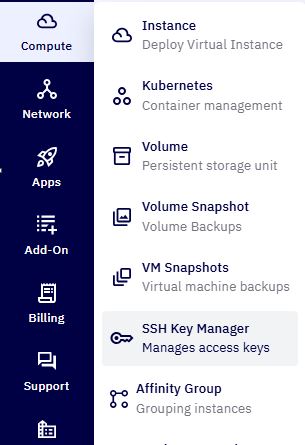 Compute
Network
Apps
Add-On
Billing
Support
Instance
Deploy Virtual Instance
Kubernetes
Container management
Volume
Persistent storage unit
Volume Snapshot
Volume Backups
VM Snapshots
Virtual machine backups
SSH Key Manager
Manages access keys
Affinity Group
Grouping instances